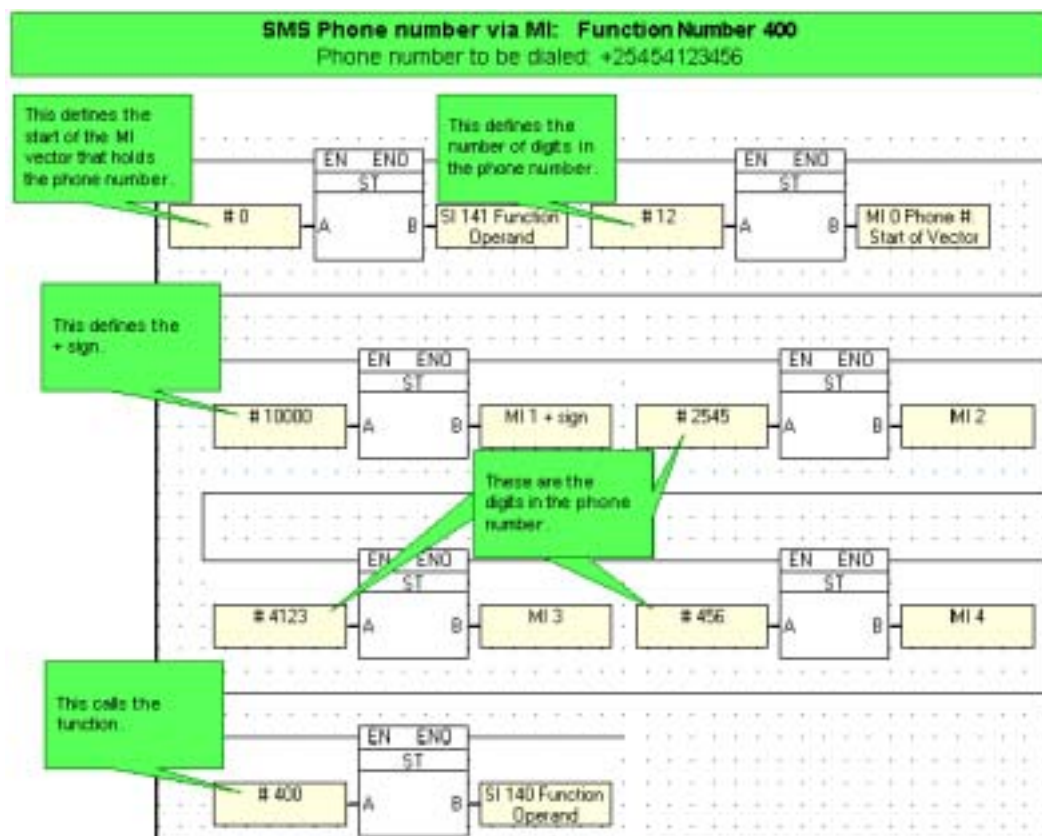 SMS Phone number via MI: Function Number 400
Phone number to be dialed: +25454123456
This defines the
start of the MI
vector that holds
the phone number.
This defines the
number of digits in
the phone number.
EN ENO
ST
# 0
A
B
SI 141 Function
Operand
EN ENO
ST
# 12
A
B
MI 0 Phone #.
Start of Vector
This defines the
+ sign.
EN ENO
ST
# 10000
A
B
MI 1 + sign
EN ENO
ST
# 2545
A
B
MI 2
These are the
digits in the phone
number.
EN ENO
ST
# 4123
A
B
MI 3
EN ENO
ST
# 456
A
B
MI 4
This calls the
function.
EN ENO
ST
# 400
A
B
SI 140 Function
Operand